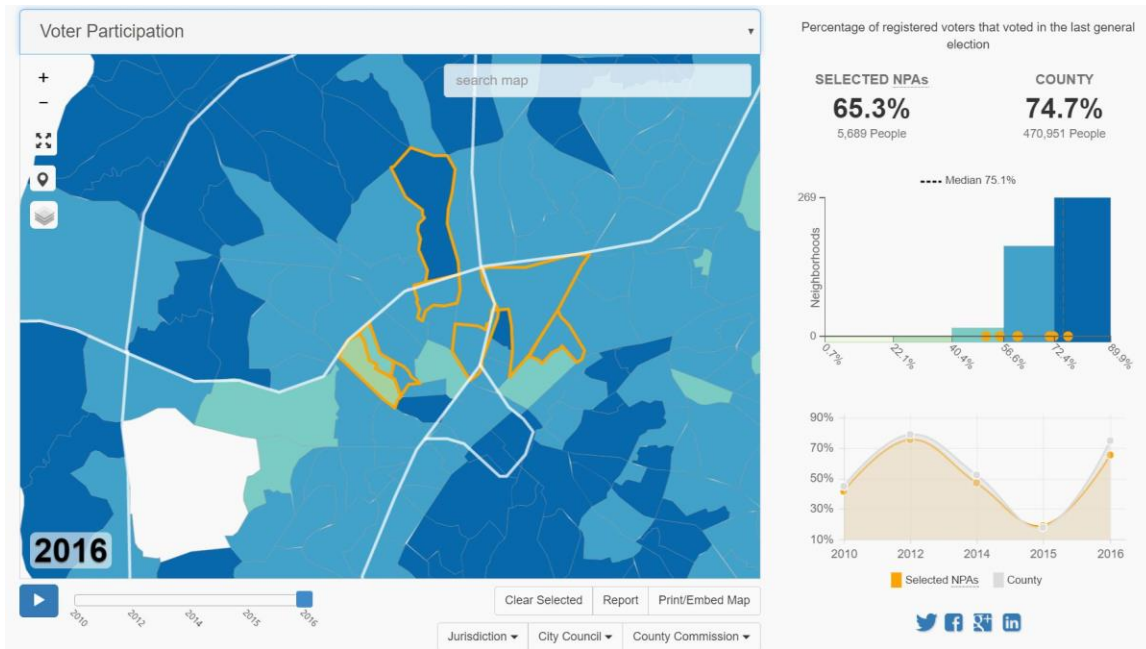 Voter Participation
+
−
search map
2016
2010
2012
2014
2015
2016
Clear Selected
Report
Print/Embed Map
Jurisdiction
City Council
County Commission
Percentage of registered voters that voted in the last general
election
SELECTED NPAs
COUNTY
65.3%
74.7%
5,689 People
470,951 People
Median 75.1%
269
Neighborhoods
0
0.7%
22.1%
40.4%
56.6%
72.4%
89.9%
90%
70%
50%
30%
10%
2010
2012
2014
2015
2016
Selected NPAs
County